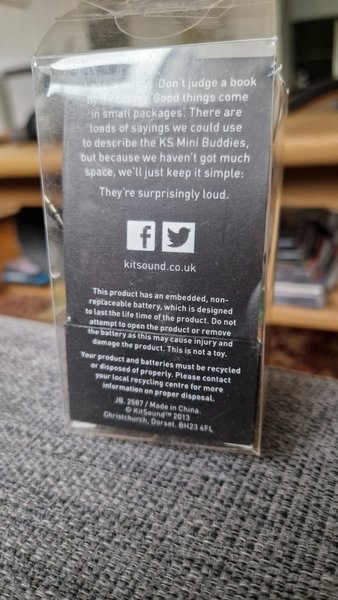 Don't judge a book
by Good things come
in small packages. There are
loads of sayings we could use
to describe the KS Mini Buddies,
but because we haven't got much
space, we'll just keep it simple:
They're surprisingly loud.
f
kitsound.co.uk
This product has an embedded, non-
replaceable battery, which is designed
to last the life time of the product. Do not
attempt to open the product or remove
the battery as this may cause injury and
damage the product. This is not a toy.
Your product and batteries must be recycled
or disposed of properly. Please contact
your local recycling centre for more
information on proper disposal.
JB. 2587 / Made in China.
© KitSound™ 2013
Christchurch, Dorset. BH23 4FL